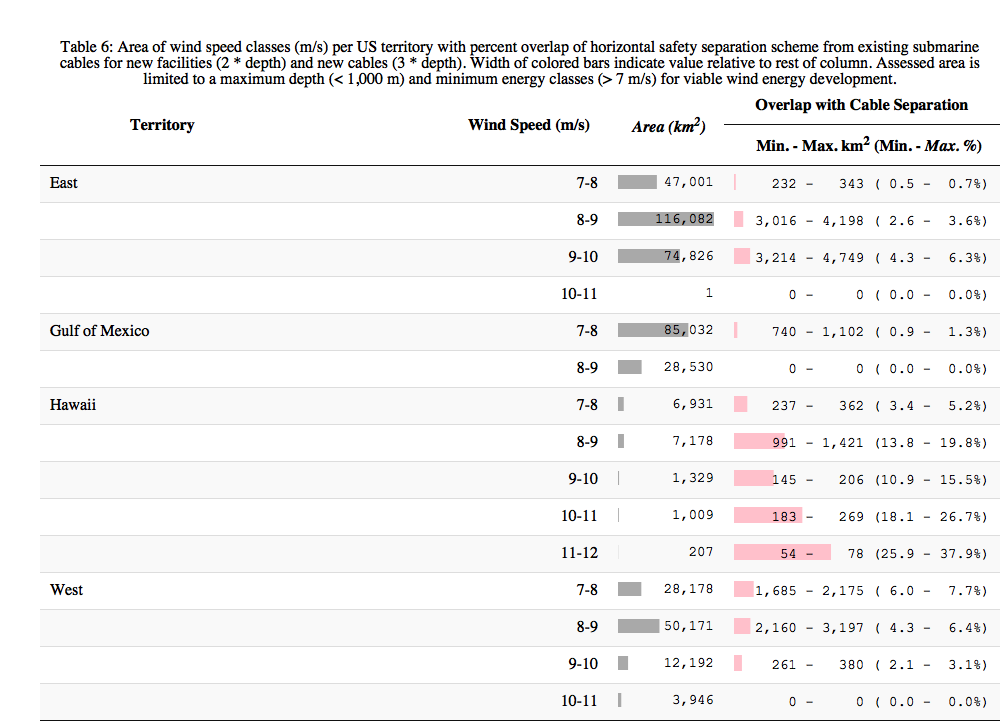 Table 6: Area of wind speed classes (m/s) per US territory with percent overlap of horizontal safety separation scheme from existing submarine
cables for new facilities (2 * depth) and new cables (3 * depth). Width of colored bars indicate value relative to rest of column. Assessed area is
limited to a maximum depth (< 1,000 m) and minimum energy classes (> 7 m/s) for viable wind energy development.
Overlap with Cable Separation
Territory Wind Speed (m/s) Area (km²)
Min. - Max. km² (Min. - Max. %)
East 7-8 47,001 232 - 343 ( 0.5 - 0.7%)
8-9 116,082 3,016 - 4,198 ( 2.6 - 3.6%)
9-10 74,826 3,214 - 4,749 ( 4.3 - 6.3%)
10-11 1 0 - 0 ( 0.0 - 0.0%)
Gulf of Mexico 7-8 85,032 740 - 1,102 ( 0.9 - 1.3%)
8-9 28,530 0 - 0 ( 0.0 - 0.0%)
Hawaii 7-8 6,931 237 - 362 ( 3.4 - 5.2%)
8-9 7,178 991 - 1,421 (13.8 - 19.8%)
9-10 1,329 145 - 206 (10.9 - 15.5%)
10-11 1,009 183 - 269 (18.1 - 26.7%)
11-12 207 54 - 78 (25.9 - 37.9%)
West 7-8 28,178 1,685 - 2,175 ( 6.0 - 7.7%)
8-9 50,171 2,160 - 3,197 ( 4.3 - 6.4%)
9-10 12,192 261 - 380 ( 2.1 - 3.1%)
10-11 3,946 0 - 0 ( 0.0 - 0.0%)